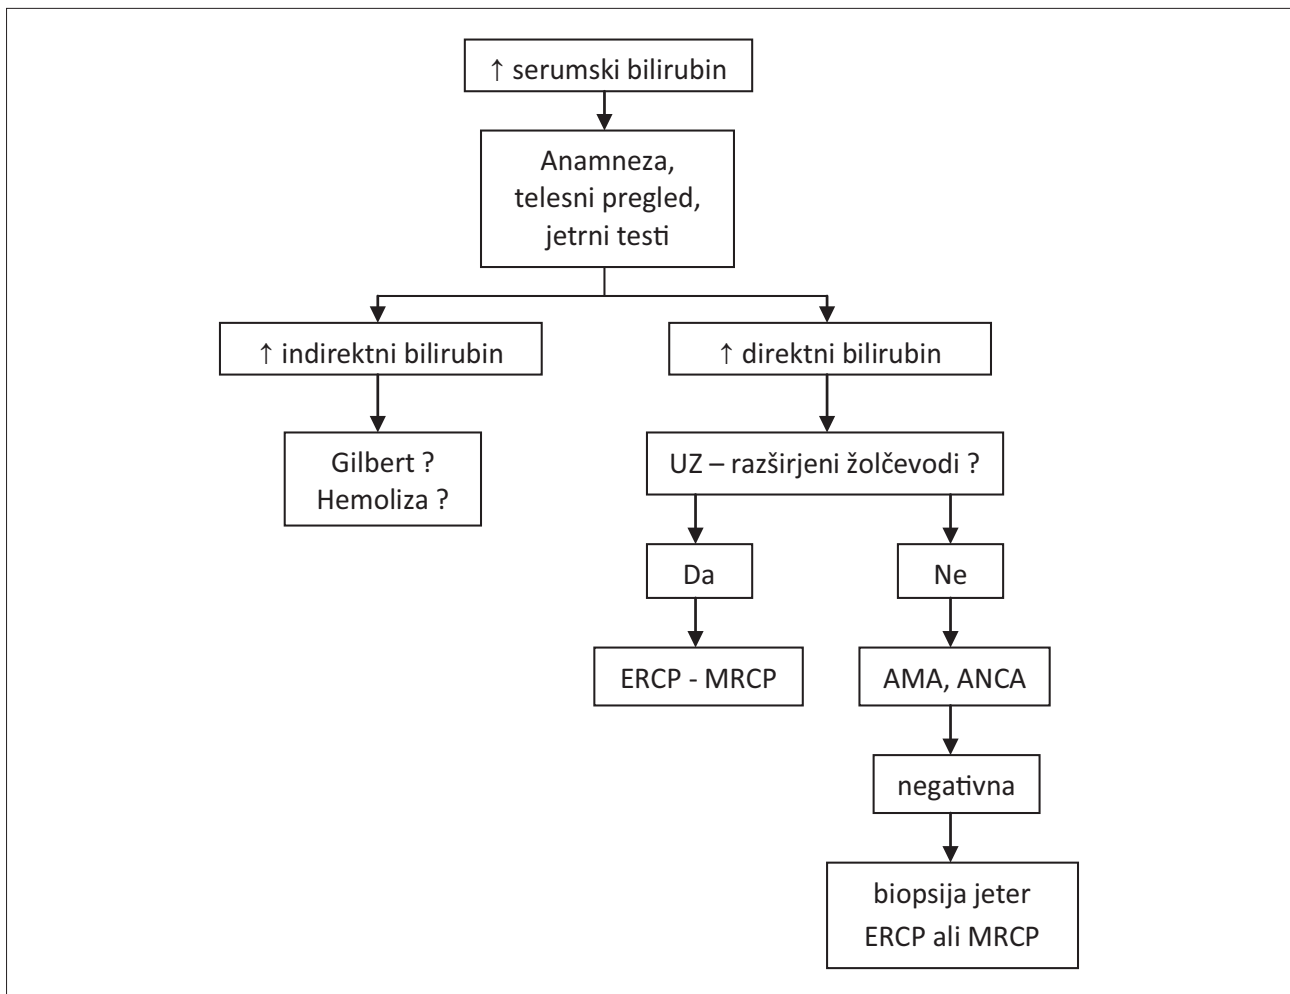 ↑ serumski bilirubin
Anamneza,
telesni pregled,
jetrni testi
↑ indirektni bilirubin
↑ direktni bilirubin
Gilbert ?
Hemoliza ?
UZ – razširjeni žolčevodi ?
Da
Ne
ERCP - MRCP
AMA, ANCA
negativna
biopsija jeter
ERCP ali MRCP